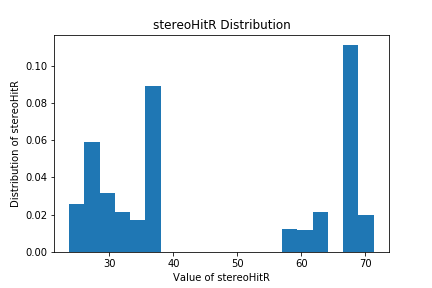 stereoHitR Distribution
Distribution of stereoHitR
0.10
0.08
0.06
0.04
0.02
0.00
30 40 50 60 70
Value of stereoHitR